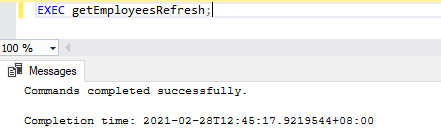 EXEC getEmployeesRefresh;
100 %
Messages
Commands completed successfully.
Completion time: 2021-02-28T12:45:17.9219544+08:00